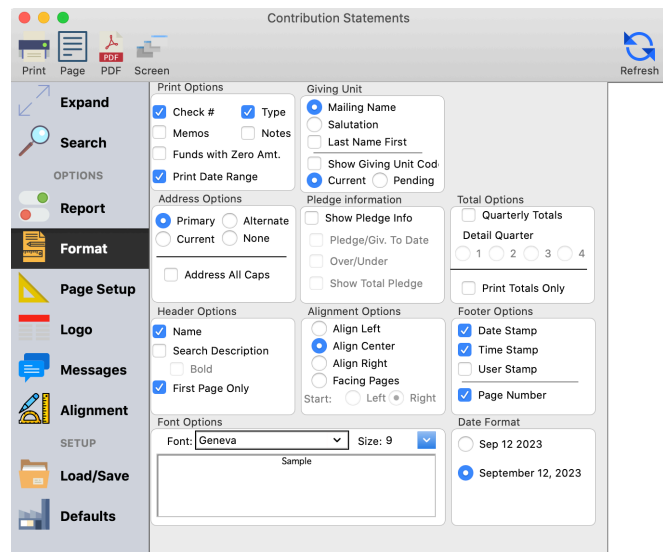 Contribution Statements
Print Page PDF Screen Refresh
PDF
Expand
Search
OPTIONS
Report
Format
Page Setup
Logo
Messages
Alignment
SETUP
Load/Save
Defaults
Print Options
Check # Type
Memos Notes
Funds with Zero Amt.
Print Date Range
Giving Unit
Mailing Name
Salutation
Last Name First
Show Giving Unit Cod
Current Pending
Address Options
Primary Alternate
Current None
Address All Caps
Pledge information
Show Pledge Info
Pledge/Giv. To Date
Over/Under
Show Total Pledge
Total Options
Quarterly Totals
Detail Quarter
1 2 3 4
Print Totals Only
Header Options
Name
Search Description
Bold
First Page Only
Alignment Options
Align Left
Align Center
Align Right
Facing Pages
Start: Left Right
Footer Options
Date Stamp
Time Stamp
User Stamp
Page Number
Font Options
Font: Geneva Size: 9
Sample
Date Format
Sep 12 2023
September 12, 2023